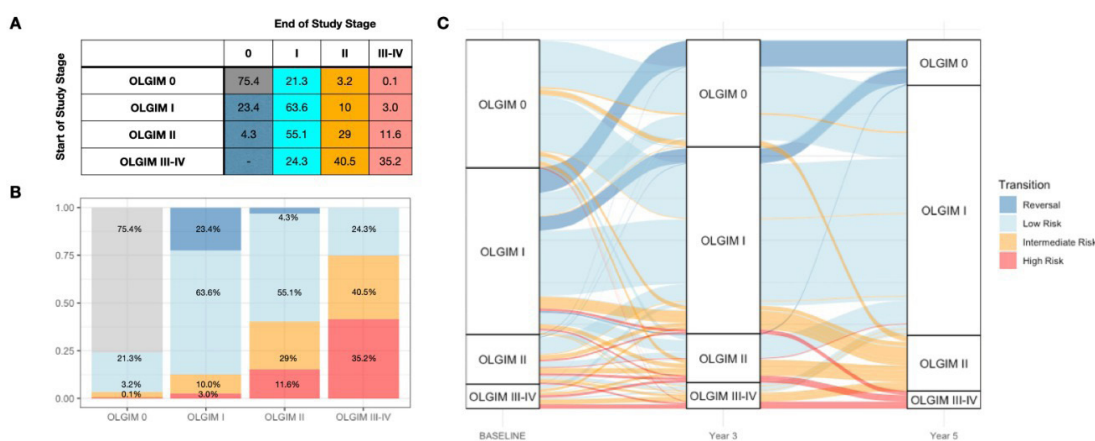 A
End of Study Stage
0 I II III-IV
Start of Study Stage
OLGIM 0 75.4 21.3 3.2 0.1
OLGIM I 23.4 63.6 10 3.0
OLGIM II 4.3 55.1 29 11.6
OLGIM III-IV - 24.3 40.5 35.2
B
1.00
0.75
0.50
0.25
0.00
75.4%
21.3%
3.2%
0.1%
23.4%
63.6%
10.0%
3.0%
4.3%
55.1%
29%
11.6%
24.3%
40.5%
35.2%
OLGIM 0 OLGIM I OLGIM II OLGIM III-IV
C
OLGIM 0
OLGIM I
OLGIM II
OLGIM III-IV
OLGIM 0
OLGIM I
OLGIM II
OLGIM III-IV
OLGIM 0
OLGIM I
OLGIM II
OLGIM III-IV
BASELINE Year 3 Year 5
Transition
Reversal
Low Risk
Intermediate Risk
High Risk